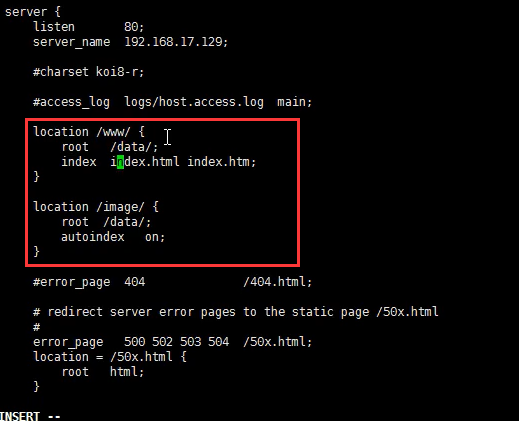 server {
    listen       80;
    server_name  192.168.17.129;
    #charset koi8-r;
    #access_log  logs/host.access.log  main;
    location /www/ {
        root   /data/;
        index  index.html index.htm;
    }
    location /image/ {
        root  /data/;
        autoindex   on;
    }
    #error_page  404              /404.html;
    # redirect server error pages to the static page /50x.html
    #
    error_page   500 502 503 504  /50x.html;
    location = /50x.html {
        root   html;
    }
INSERT --